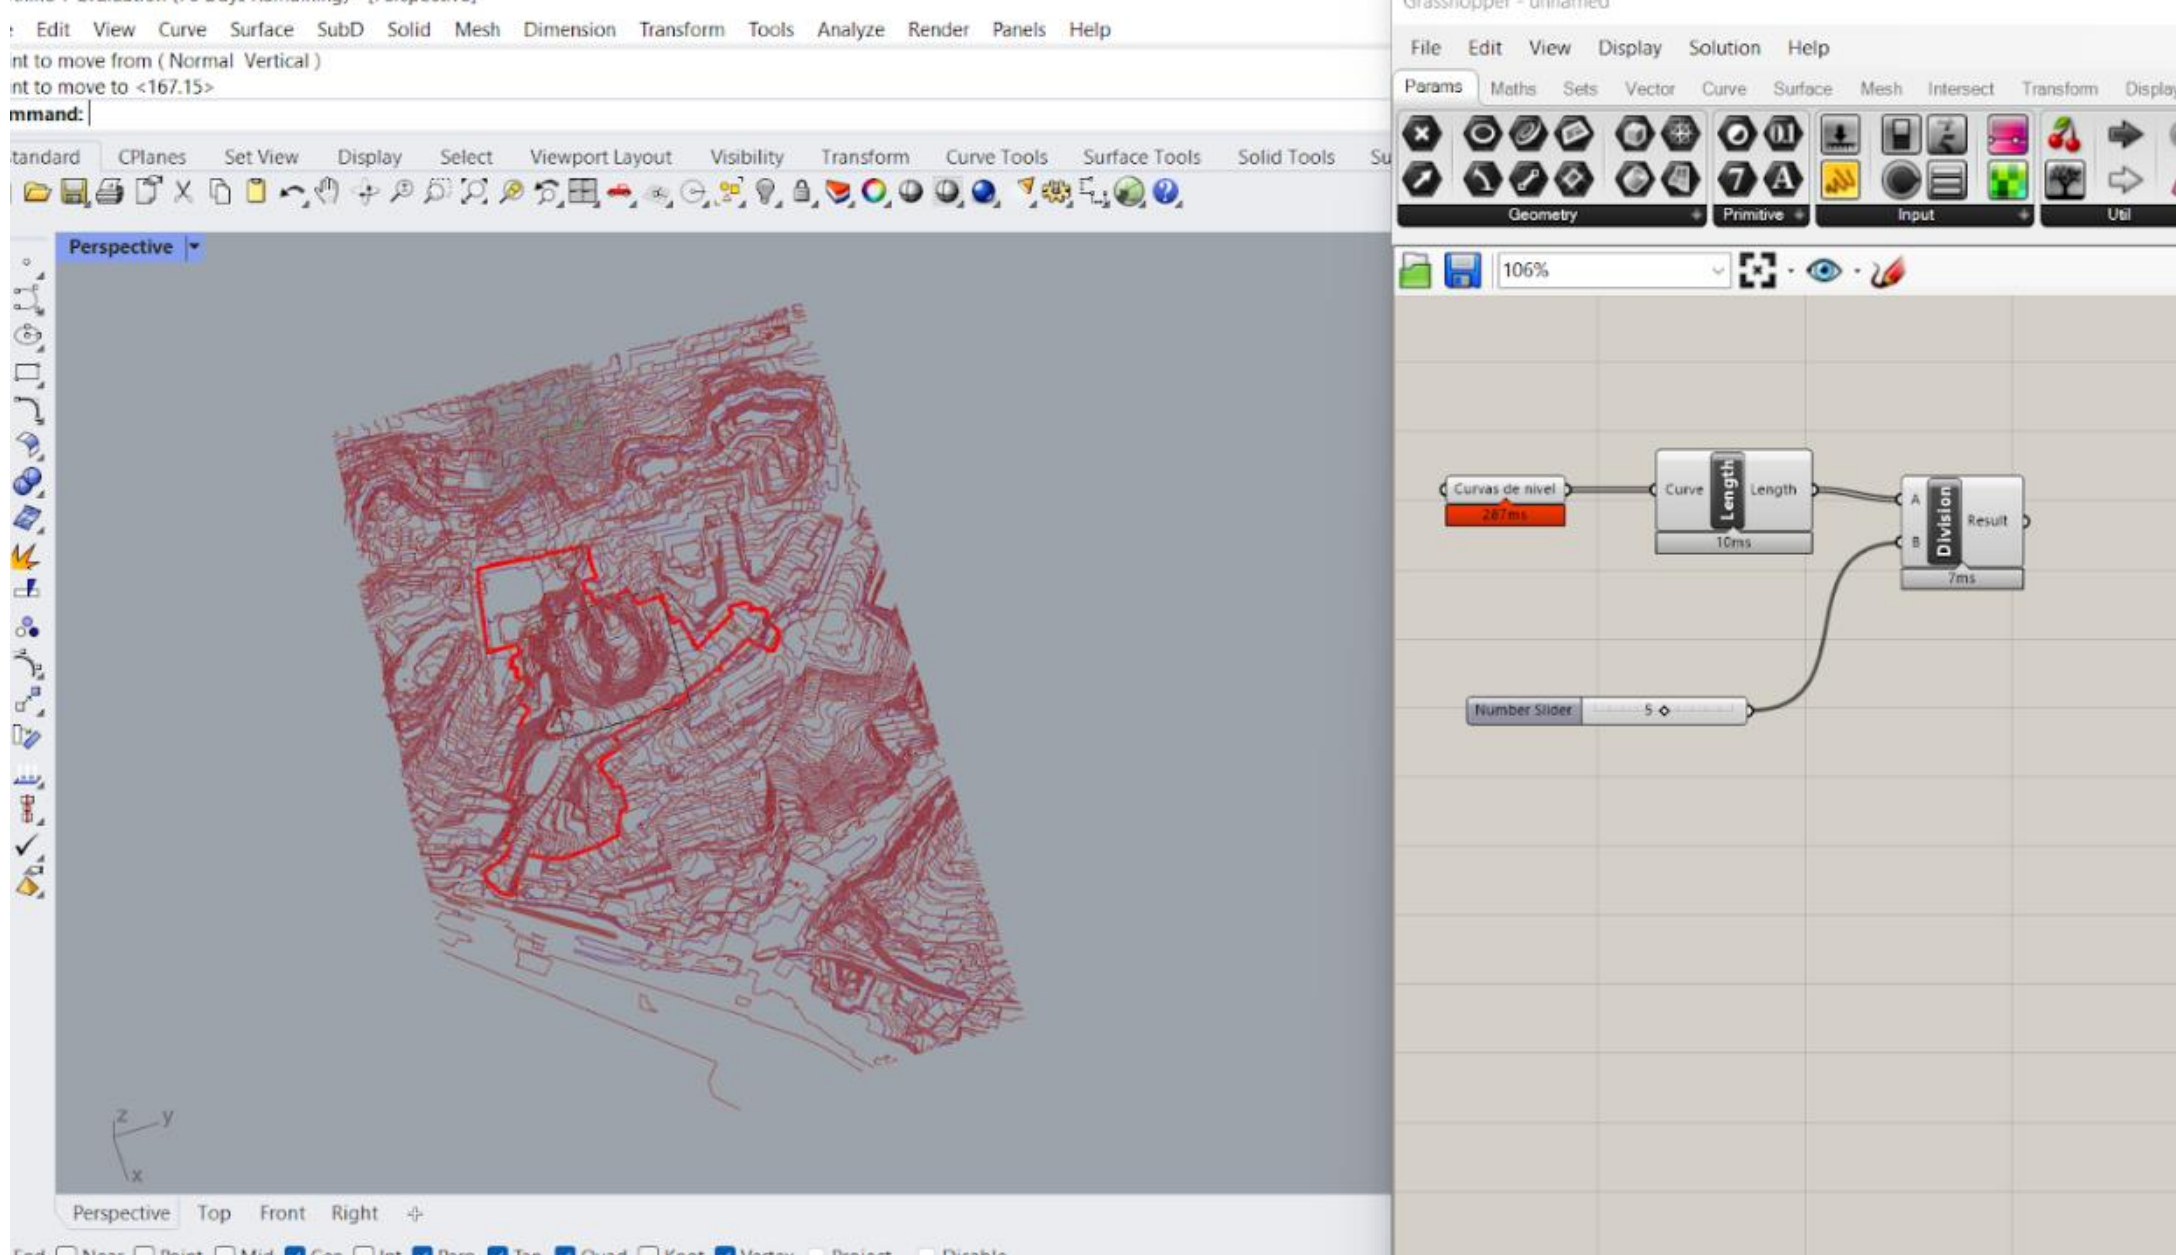 Edit View Curve Surface SubD Solid Mesh Dimension Transform Tools Analyze Render Panels Help
nt to move from ( Normal Vertical )
nt to move to <167.15>
mmand:
tandard CPlanes Set View Display Select Viewport Layout Visibility Transform Curve Tools Surface Tools Solid Tools Su
Perspective
z y
x
Perspective Top Front Right
Grasshopper - unnamed
File Edit View Display Solution Help
Params Maths Sets Vector Curve Surface Mesh Intersect Transform Display
Geometry Primitive Input Util
106%
Curvas de nivel
287ms
Curve Length Length
10ms
A
B
Division
Result
7ms
Number Slider 5